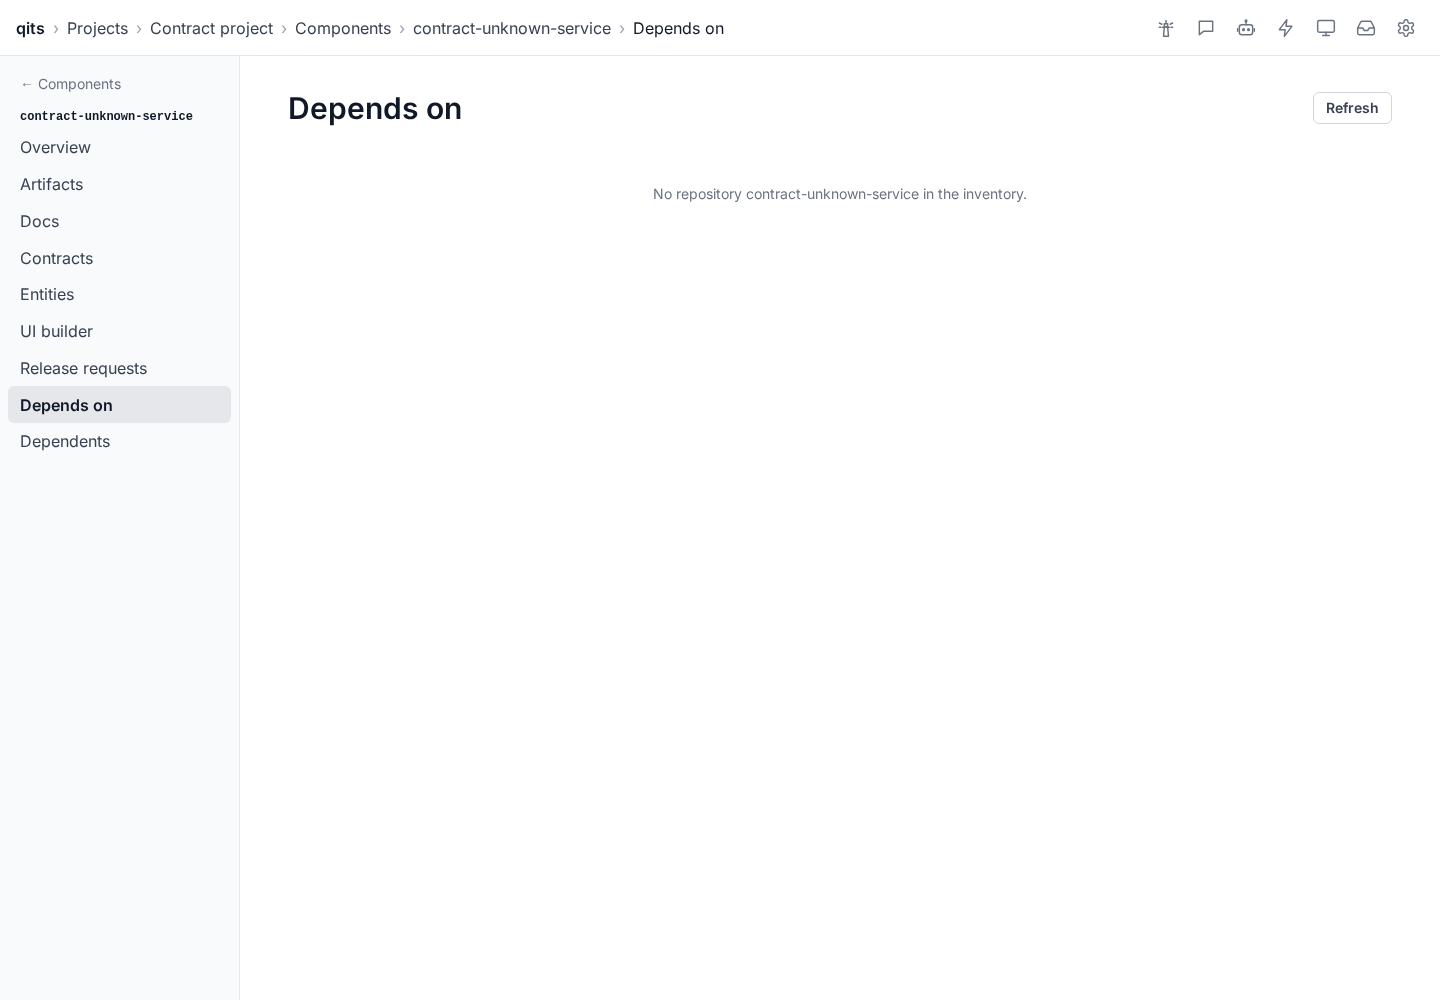 qits › Projects › Contract project › Components › contract-unknown-service › Depends on
← Components
contract-unknown-service
Overview
Artifacts
Docs
Contracts
Entities
UI builder
Release requests
Depends on
Dependents
Depends on
Refresh
No repository contract-unknown-service in the inventory.